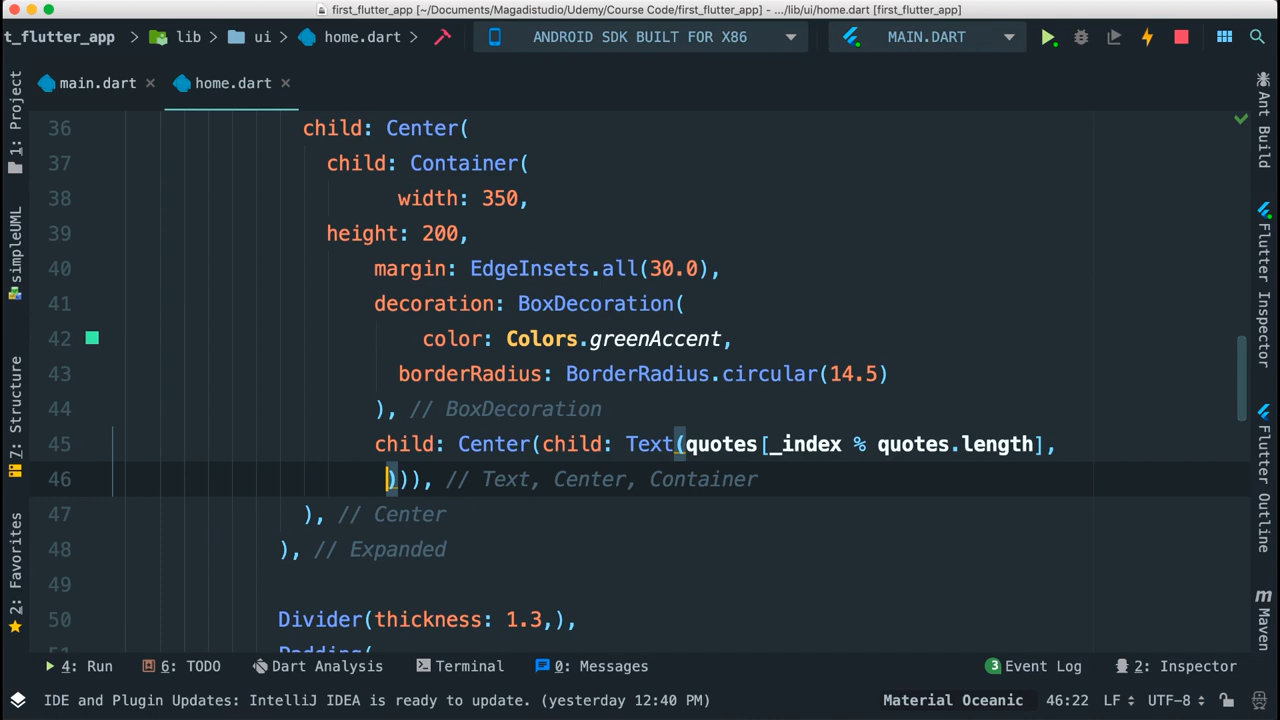 first_flutter_app [~/Documents/Magadistudio/Udemy/Course Code/first_flutter_app] - .../lib/ui/home.dart [first_flutter_app]
t_flutter_app lib ui home.dart ANDROID SDK BUILT FOR X86 MAIN.DART
main.dart home.dart
1: Project
simpleUML
7: Structure
2: Favorites
36 child: Center(
37 child: Container(
38 width: 350,
39 height: 200,
40 margin: EdgeInsets.all(30.0),
41 decoration: BoxDecoration(
42 color: Colors.greenAccent,
43 borderRadius: BorderRadius.circular(14.5)
44 ), // BoxDecoration
45 child: Center(child: Text(quotes[_index % quotes.length],
46 ))), // Text, Center, Container
47 ), // Center
48 ), // Expanded
49
50 Divider(thickness: 1.3,),
51 Padding(
Ant Build
Flutter Inspector
Flutter Outline
m Maven
4: Run 6: TODO Dart Analysis Terminal 0: Messages 3 Event Log 2: Inspector
IDE and Plugin Updates: IntelliJ IDEA is ready to update. (yesterday 12:40 PM) Material Oceanic 46:22 LF UTF-8